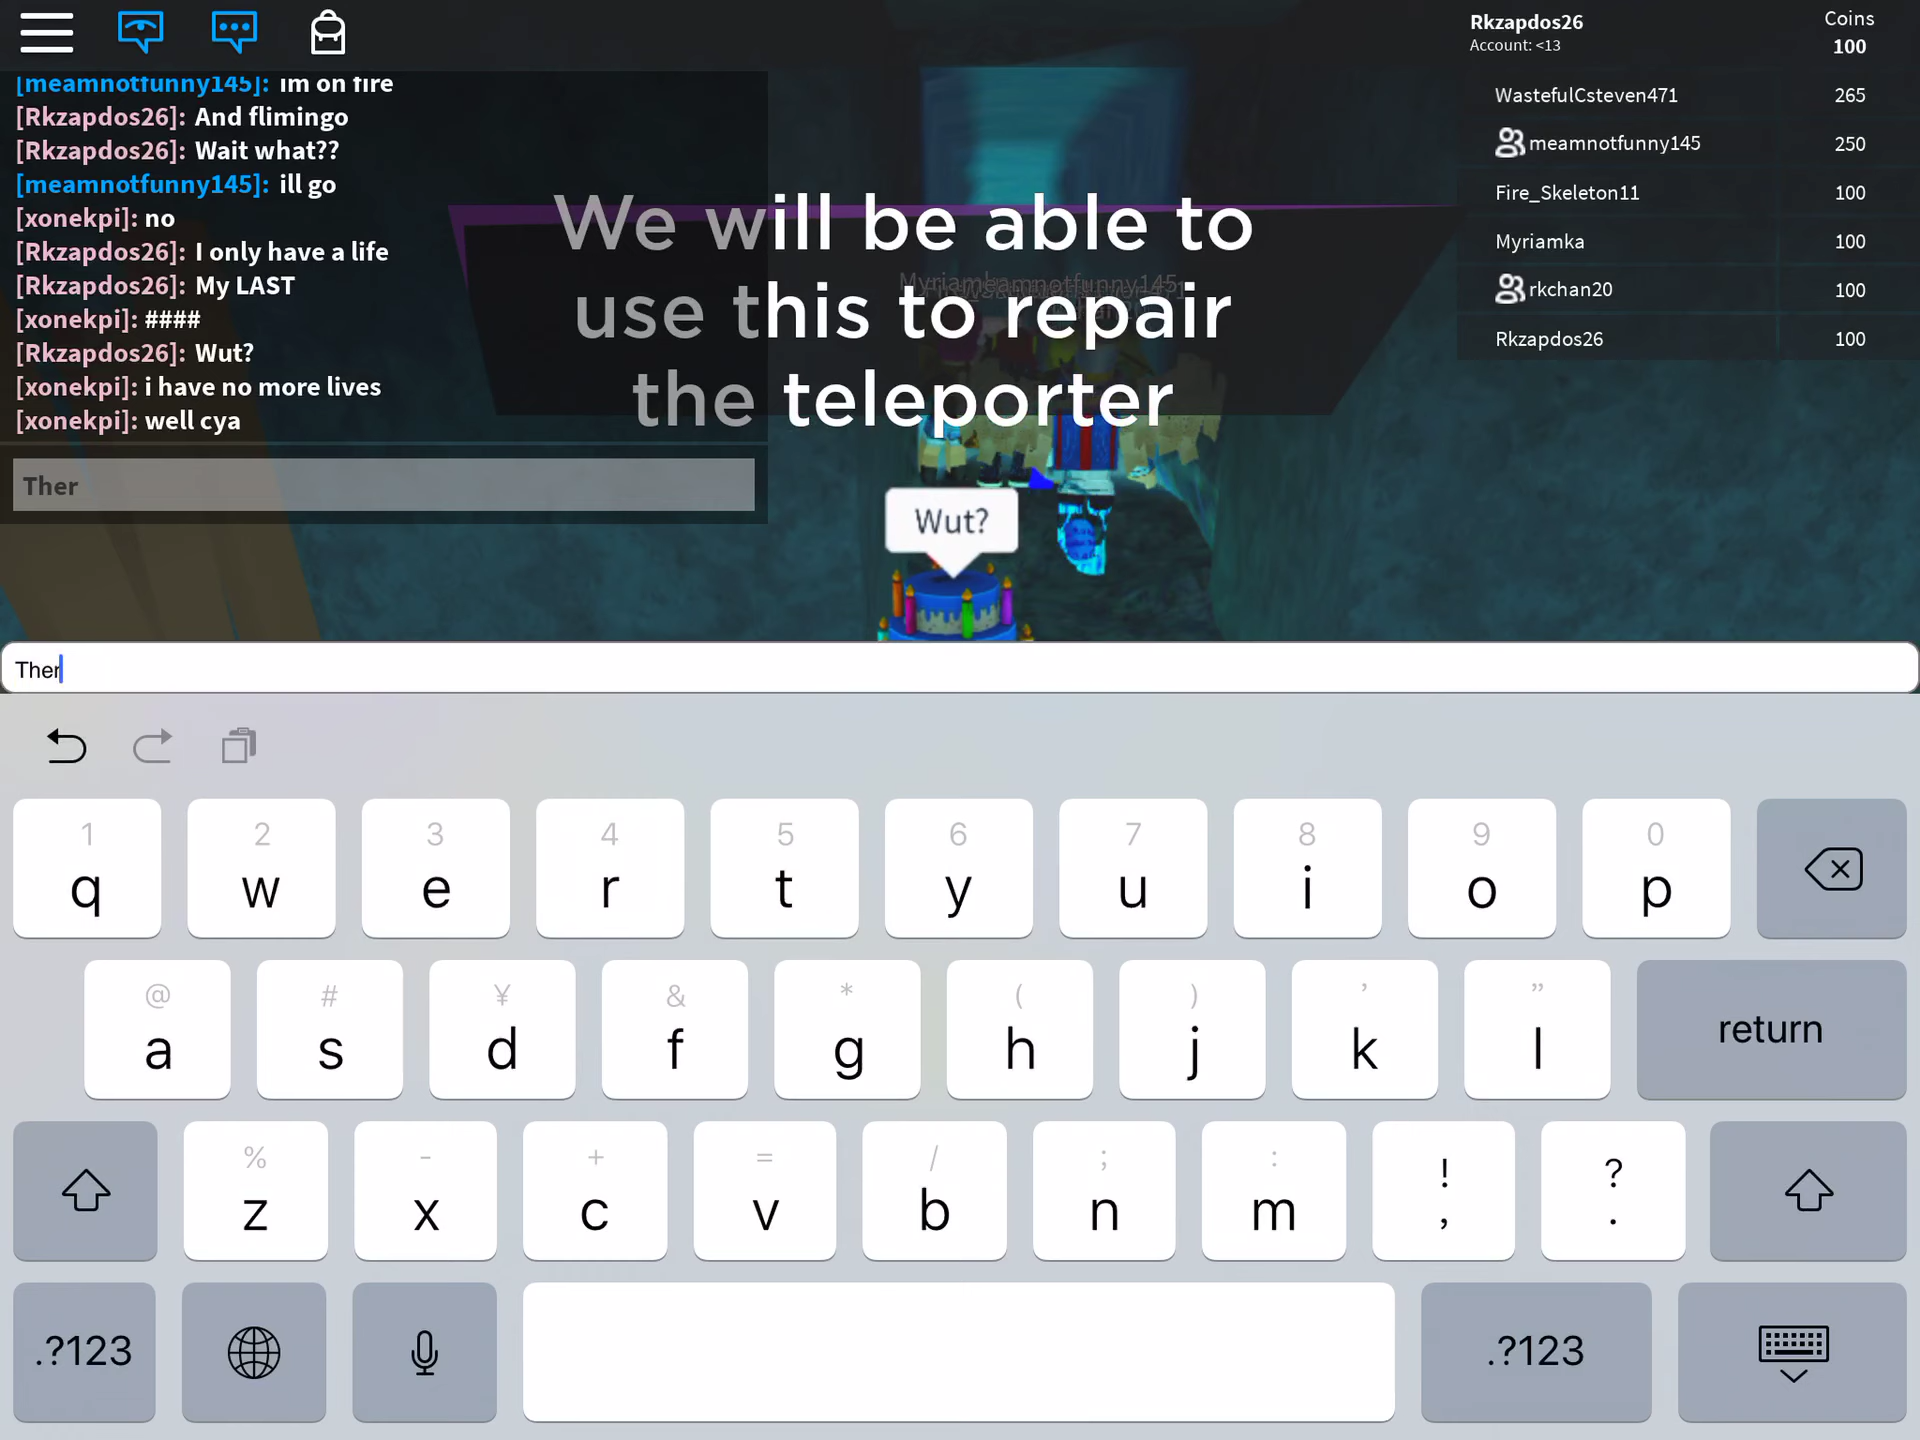 Rkzapdos26
Account: <13
Coins
100
[meamnotfunny145]: im on fire
[Rkzapdos26]: And flimingo
[Rkzapdos26]: Wait what??
[meamnotfunny145]: ill go
[xonekpi]: no
[Rkzapdos26]: I only have a life
[Rkzapdos26]: My LAST
[xonekpi]: ####
[Rkzapdos26]: Wut?
[xonekpi]: i have no more lives
[xonekpi]: well cya
Ther
WastefulCsteven471 265
meamnotfunny145 250
Fire_Skeleton11 100
Myriamka 100
rkchan20 100
Rkzapdos26 100
We will be able to
use this to repair
the teleporter
Wut?
Ther
1 2 3 4 5 6 7 8 9 0
q w e r t y u i o p
@ # ¥ & * ( ) ’ ”
a s d f g h j k l return
% - + = / ; : ! ?
z x c v b n m , .
.?123 .?123